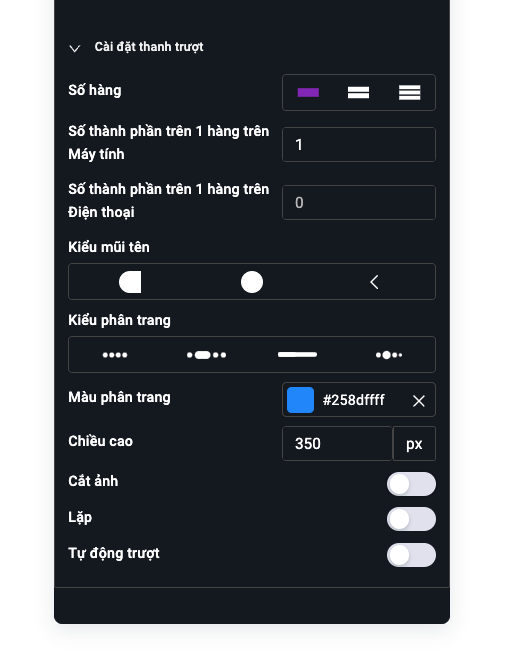 Cài đặt thanh trượt
Số hàng
Số thành phần trên 1 hàng trên
Máy tính
1
Số thành phần trên 1 hàng trên
Điện thoại
0
Kiểu mũi tên
Kiểu phân trang
Màu phân trang
#258dffff
Chiều cao
350
px
Cắt ảnh
Lặp
Tự động trượt